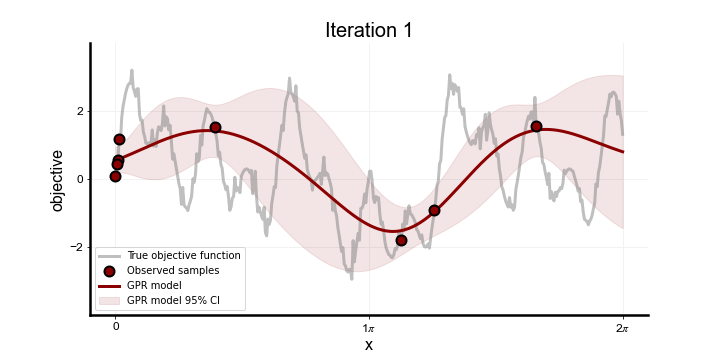 Iteration 1
objective
2
0
−2
True objective function
Observed samples
GPR model
GPR model 95% CI
0
1π
2π
x